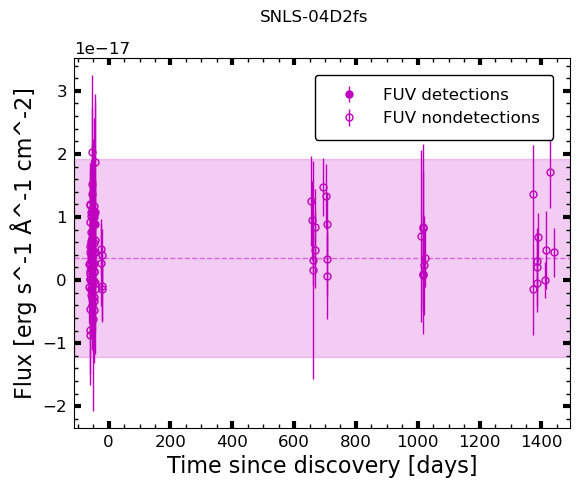 SNLS-04D2fs
1e−17
FUV detections
FUV nondetections
3
2
1
0
−1
−2
Flux [erg s^-1 Å^-1 cm^-2]
0 200 400 600 800 1000 1200 1400
Time since discovery [days]